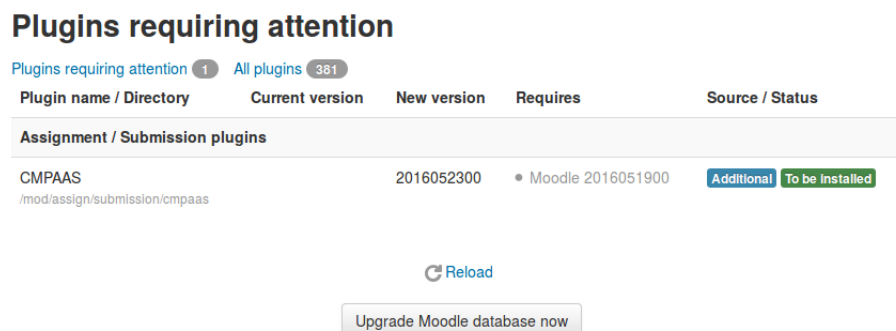 Plugins requiring attention
Plugins requiring attention 1 All plugins 381
Plugin name / Directory Current version New version Requires Source / Status
Assignment / Submission plugins
CMPAAS 2016052300 Moodle 2016051900 Additional To be installed
/mod/assign/submission/cmpaas
Reload
Upgrade Moodle database now